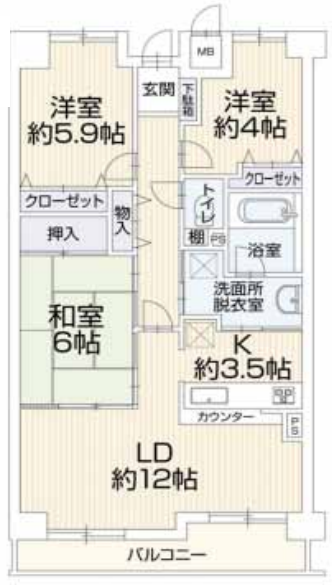 MB
玄関
下駄箱
洋室
約5.9帖
洋室
約4帖
クローゼット
クローゼット
物入
トイレ
押入
棚
PS
浴室
洗面所
脱衣室
和室
6帖
K
約3.5帖
カウンター
PS
LD
約12帖
バルコニー